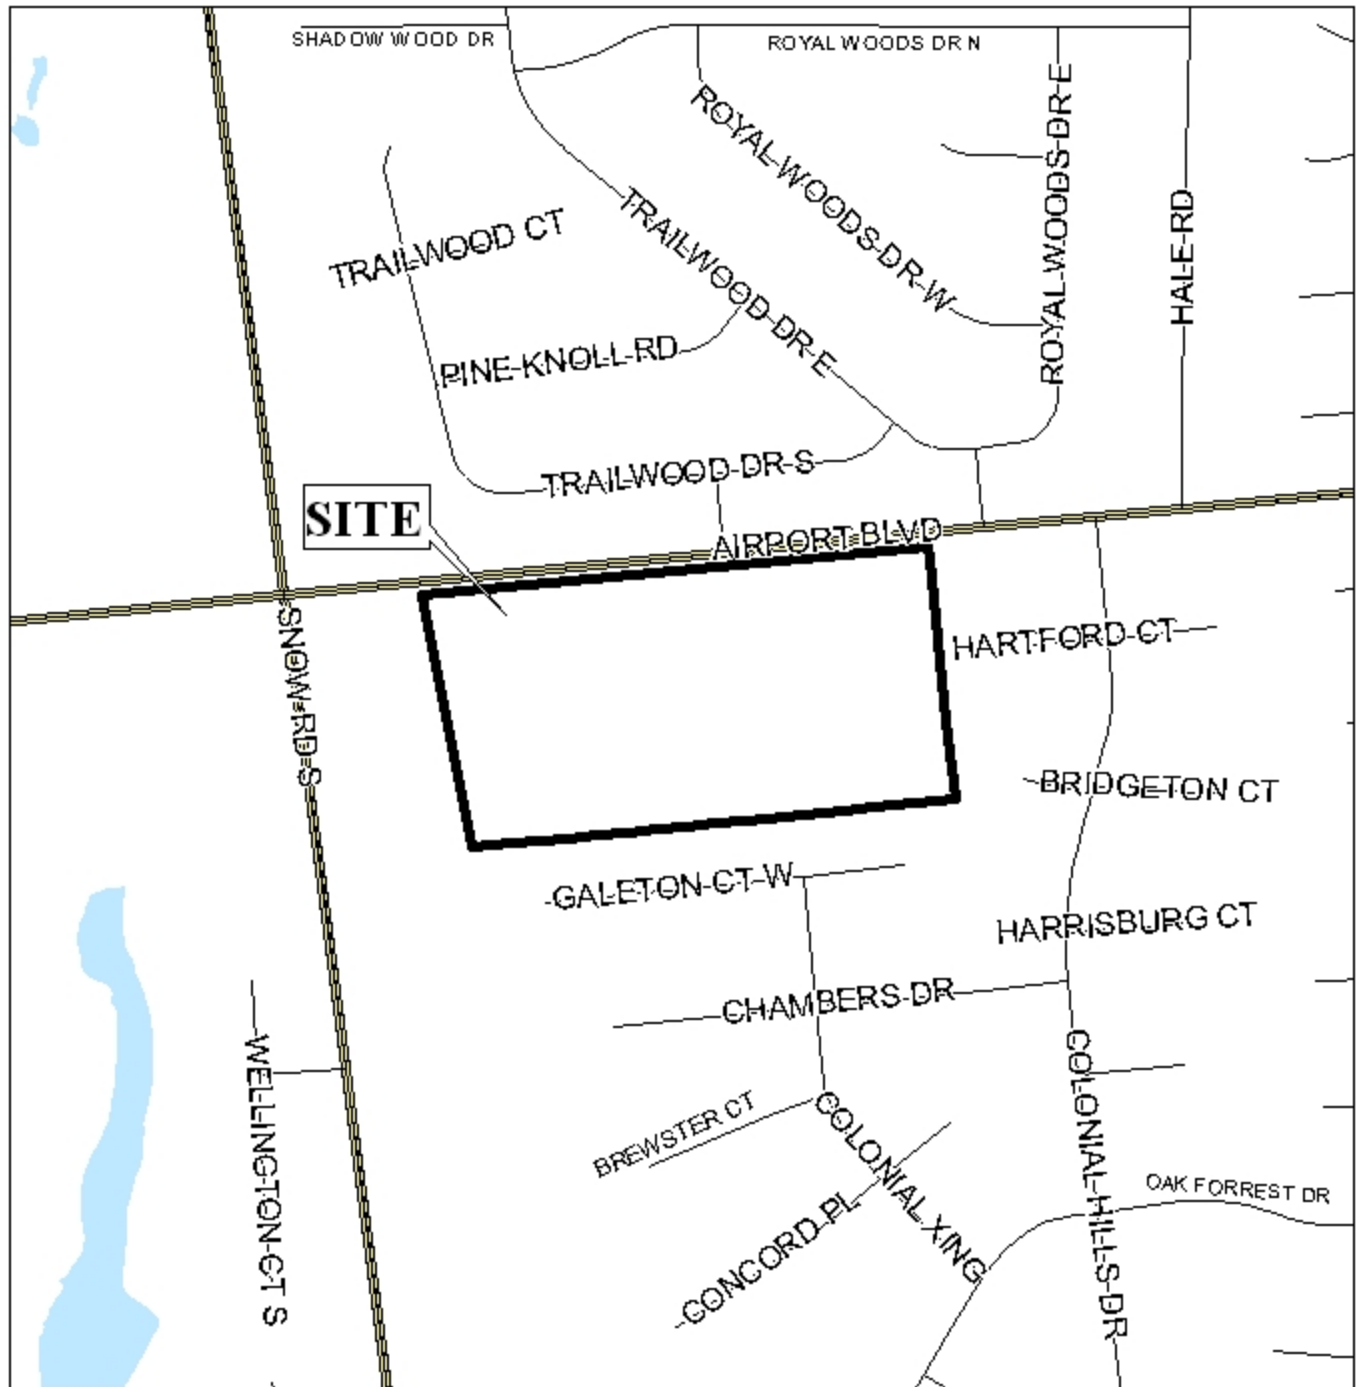 SHADOW WOOD DR
ROYAL WOODS DR N
ROYAL WOODS DR W
ROYAL WOODS DR E
HALE RD
TRAILWOOD CT
TRAILWOOD DR E
PINE KNOLL RD
TRAILWOOD DR S
SITE
AIRPORT BLVD
SNOW RD S
HARTFORD CT
BRIDGETON CT
GALETON CT W
HARRISBURG CT
CHAMBERS DR
WELLINGTON CT S
BREWSTER CT
COLONIAL XING
COLONIAL HILLS DR
CONCORD PL
OAK FORREST DR